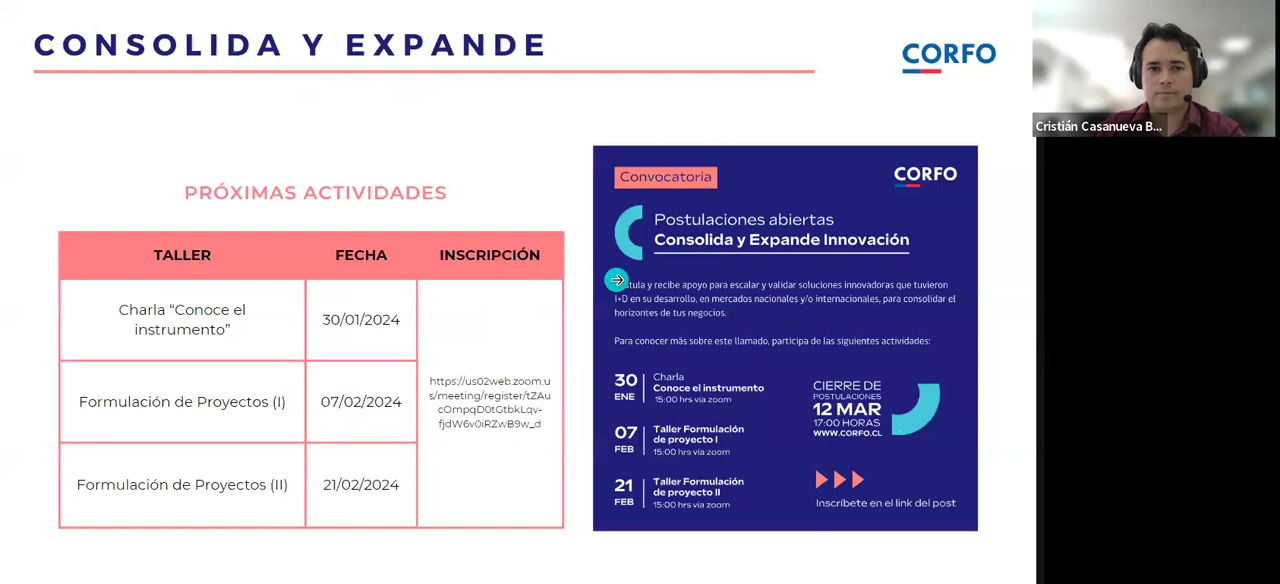 CONSOLIDA Y EXPANDE
CORFO
Cristián Casanueva B...
PRÓXIMAS ACTIVIDADES
TALLER FECHA INSCRIPCIÓN
Charla “Conoce el
instrumento”
30/01/2024
Formulación de Proyectos (I)
07/02/2024
Formulación de Proyectos (II)
21/02/2024
https://us02web.zoom.u
s/meeting/register/tZAu
cOmpqD0tGtbkLqv-
fjdW6v0iRZwB9w_d
Convocatoria
CORFO
Postulaciones abiertas
Consolida y Expande Innovación
y recibe apoyo para escalar y validar soluciones innovadoras que tuvieron
I+D en su desarrollo, en mercados nacionales y/o internacionales, para consolidar el
horizontes de tus negocios.
Para conocer más sobre este llamado, participa de las siguientes actividades:
30
ENE
Charla
Conoce el instrumento
15:00 hrs vía zoom
07
FEB
Taller Formulación
de proyecto I
15:00 hrs vía zoom
21
FEB
Taller Formulación
de proyecto II
15:00 hrs vía zoom
CIERRE DE
POSTULACIONES
12 MAR
17:00 HORAS
WWW.CORFO.CL
Inscríbete en el link del post